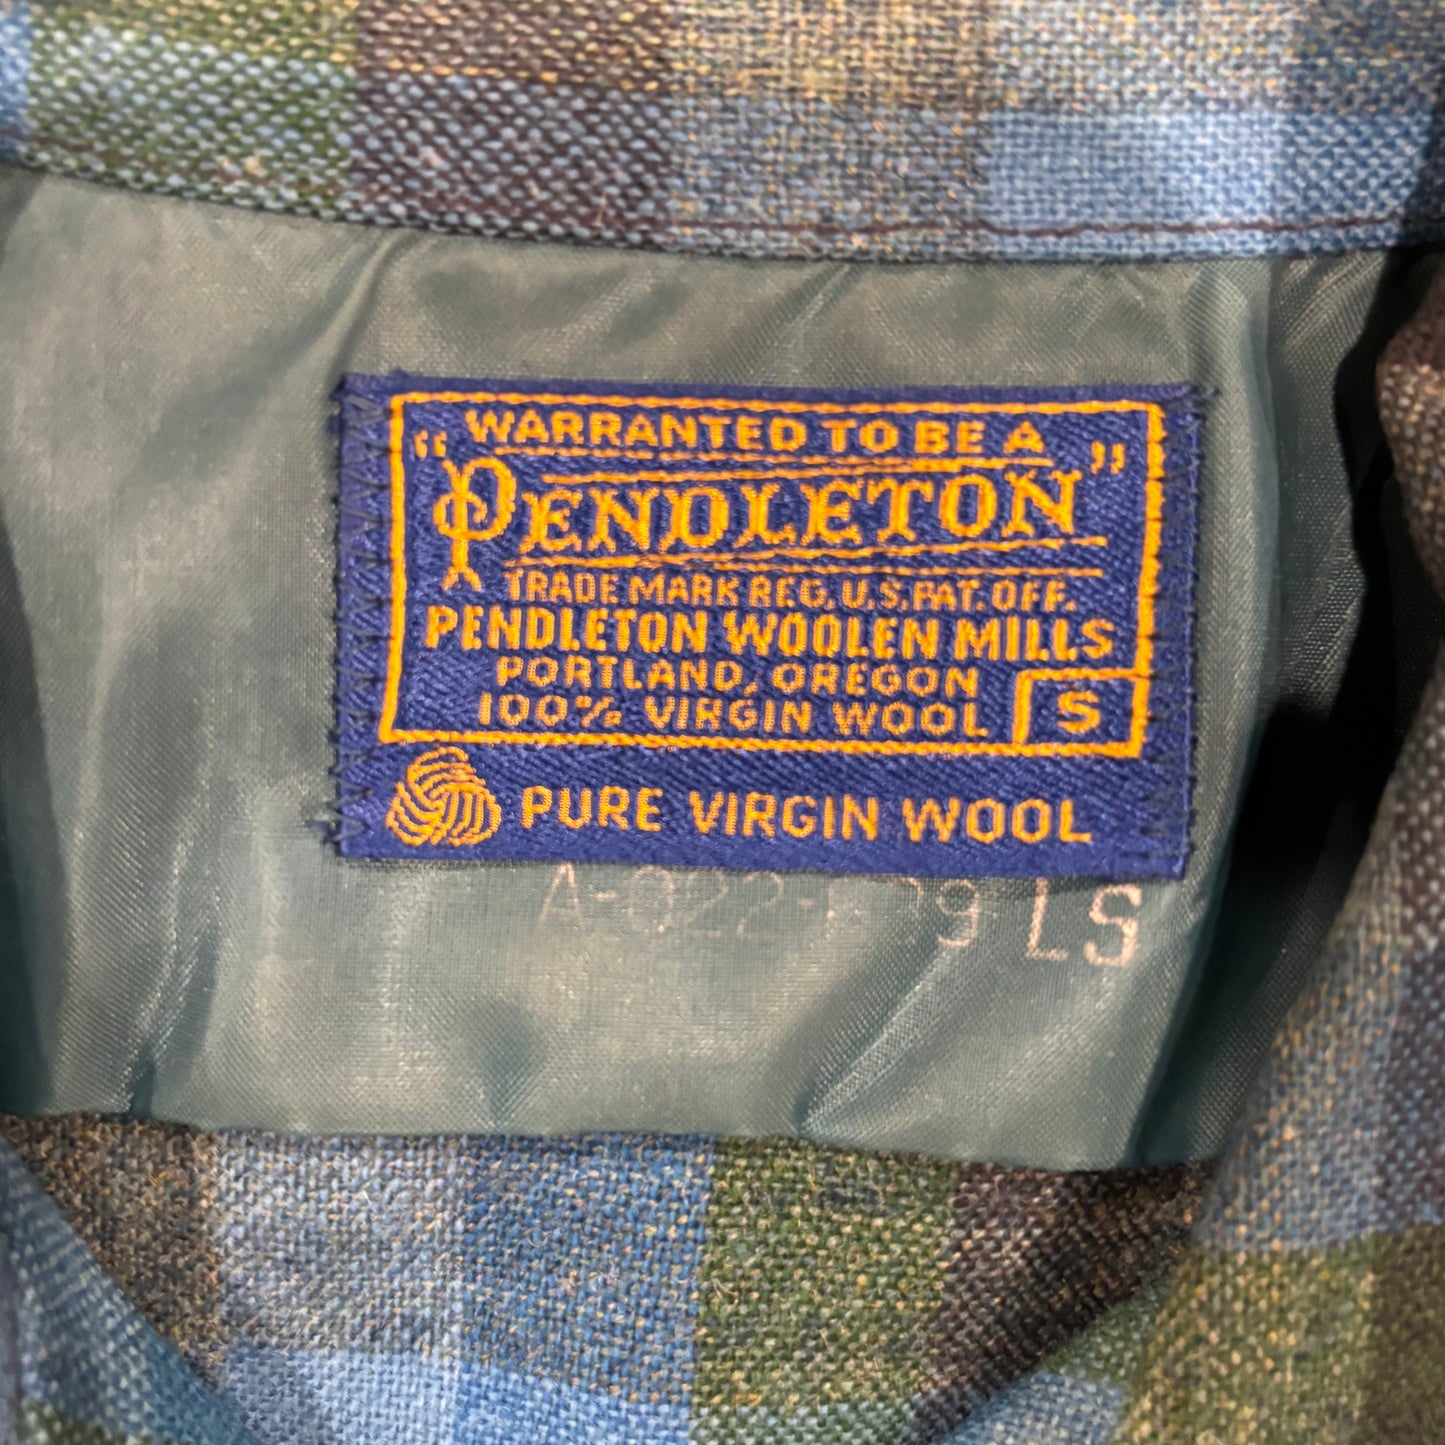 WARRANTED TO BE A
"PENDLETON"
TRADE MARK REG. U.S. PAT. OFF.
PENDLETON WOOLEN MILLS
PORTLAND, OREGON
100% VIRGIN WOOL S
PURE VIRGIN WOOL
LS